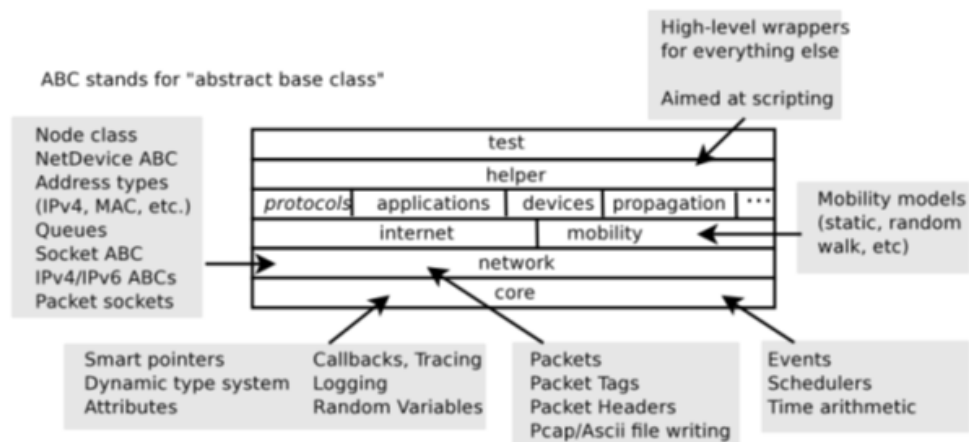 High-level wrappers
for everything else
Aimed at scripting
ABC stands for "abstract base class"
Node class
NetDevice ABC
Address types
(IPv4, MAC, etc.)
Queues
Socket ABC
IPv4/IPv6 ABCs
Packet sockets
test
helper
protocols applications devices propagation ...
internet mobility
network
core
Mobility models
(static, random
walk, etc)
Smart pointers
Dynamic type system
Attributes
Callbacks, Tracing
Logging
Random Variables
Packets
Packet Tags
Packet Headers
Pcap/Ascii file writing
Events
Schedulers
Time arithmetic